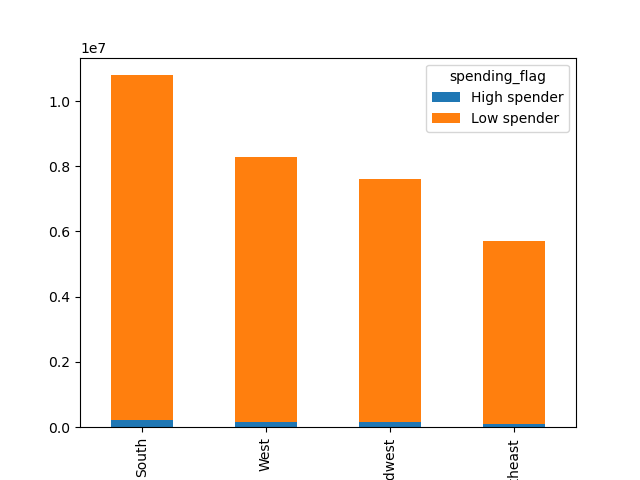 1e7
spending_flag
High spender
Low spender
1.0
0.8
0.6
0.4
0.2
0.0
South
West
dwest
heast